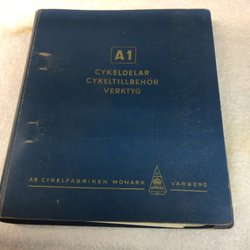 A1
CYKELDELAR
CYKELTILLBEHÖR
VERKTYG
AB CYKELFABRIKEN MONARK VARBERG